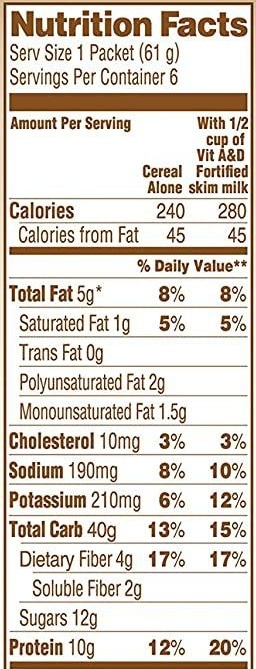 Nutrition Facts
Serv Size 1 Packet (61 g)
Servings Per Container 6
Amount Per Serving
Cereal Alone
With 1/2 cup of Vit A&D Fortified skim milk
Calories 240 280
Calories from Fat 45 45
% Daily Value**
Total Fat 5g* 8% 8%
Saturated Fat 1g 5% 5%
Trans Fat 0g
Polyunsaturated Fat 2g
Monounsaturated Fat 1.5g
Cholesterol 10mg 3% 3%
Sodium 190mg 8% 10%
Potassium 210mg 6% 12%
Total Carb 40g 13% 15%
Dietary Fiber 4g 17% 17%
Soluble Fiber 2g
Sugars 12g
Protein 10g 12% 20%